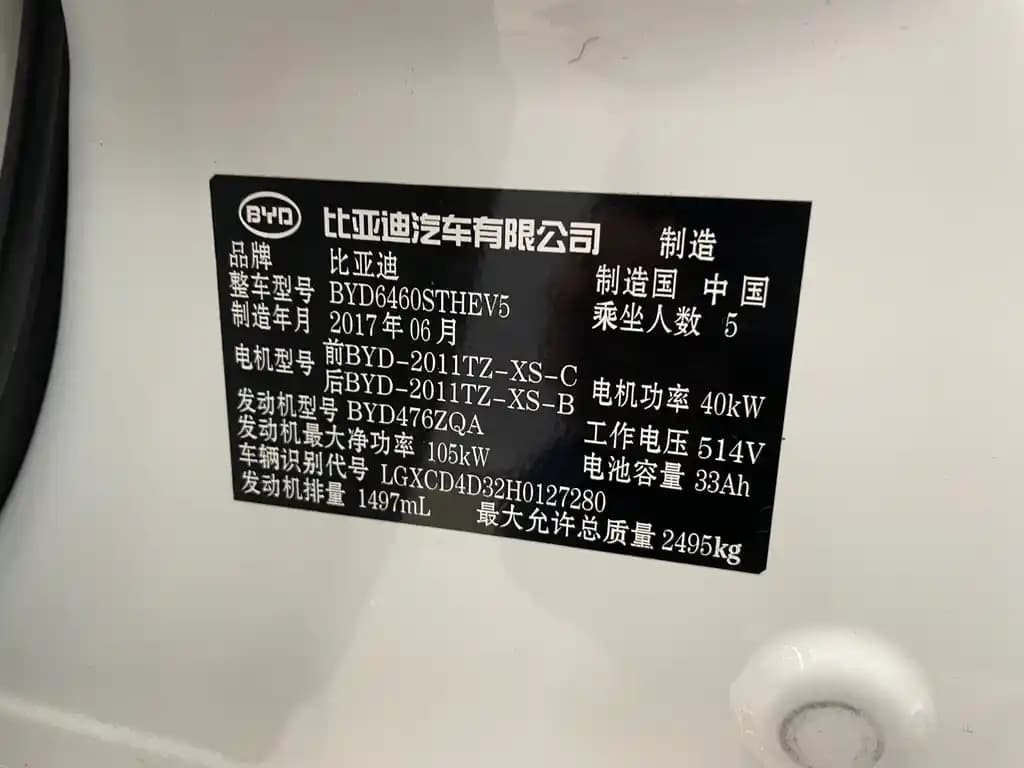 BYD 比亚迪汽车有限公司 制造
品牌 比亚迪 制造国 中国
整车型号 BYD6460STHEV5 乘坐人数 5
制造年月 2017年06月
电机型号 前BYD-2011TZ-XS-C 电机功率 40kW
后BYD-2011TZ-XS-B
发动机型号 BYD476ZQA 工作电压 514V
发动机最大净功率 105kW 电池容量 33Ah
车辆识别代号 LGXCD4D32H0127280
发动机排量 1497mL 最大允许总质量 2495kg